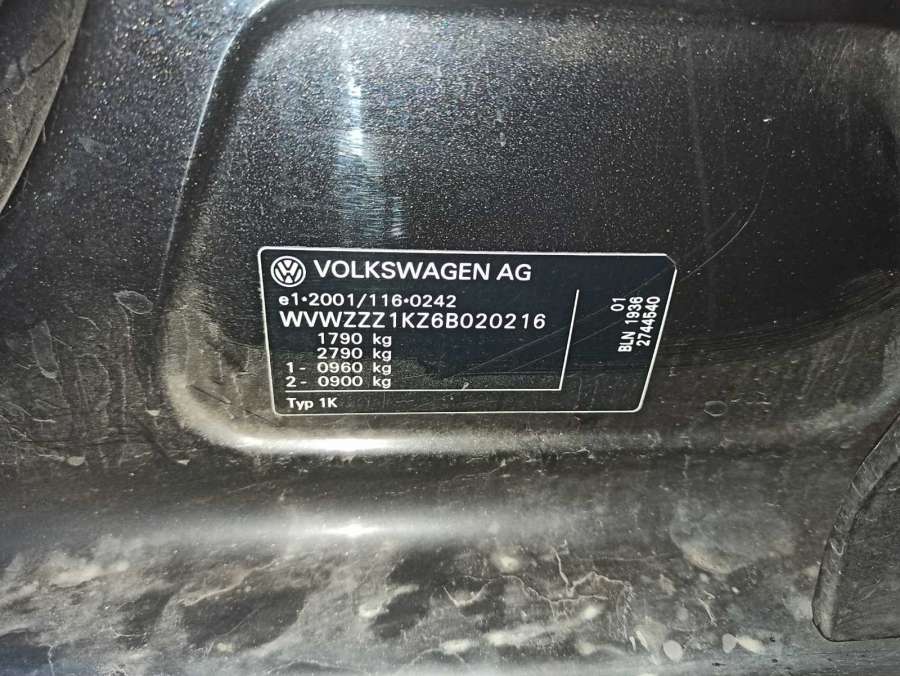 VOLKSWAGEN AG
e1•2001/116•0242
WVWZZZ1KZ6B020216
1790 kg
2790 kg
1 - 0960 kg
2 - 0900 kg
Typ 1K
01
BLN 1936
2744540